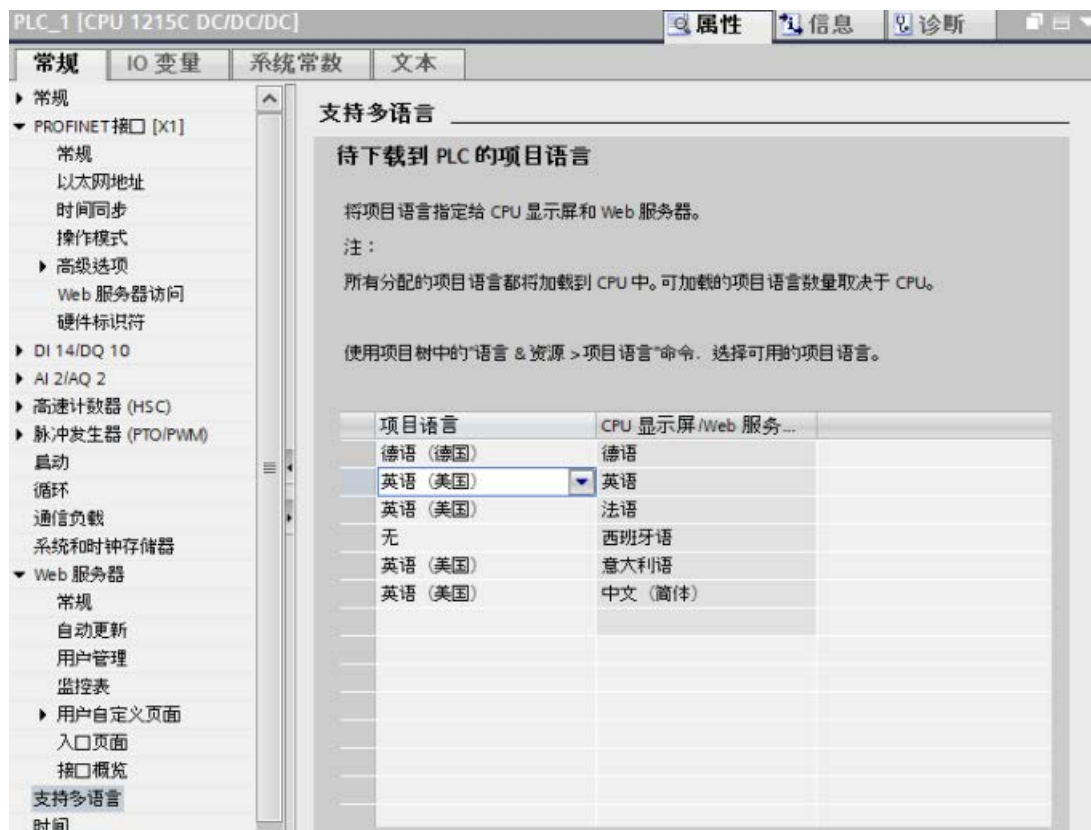 PLC_1 [CPU 1215C DC/DC/DC]
属性 信息 诊断
常规 IO 变量 系统常数 文本
常规
PROFINET接口 [X1]
常规
以太网地址
时间同步
操作模式
高级选项
Web 服务器访问
硬件标识符
DI 14/DQ 10
AI 2/AQ 2
高速计数器 (HSC)
脉冲发生器 (PTO/PWM)
启动
循环
通信负载
系统和时钟存储器
Web 服务器
常规
自动更新
用户管理
监控表
用户自定义页面
入口页面
接口概览
支持多语言
时间
支持多语言
待下载到 PLC 的项目语言
将项目语言指定给 CPU 显示屏和 Web 服务器。
注：
所有分配的项目语言都将加载到 CPU 中。可加载的项目语言数量取决于 CPU。
使用项目树中的"语言 & 资源 > 项目语言"命令，选择可用的项目语言。
项目语言 CPU 显示屏/Web 服务...
德语（德国） 德语
英语（美国） 英语
英语（美国） 法语
无 西班牙语
英语（美国） 意大利语
英语（美国） 中文（简体）